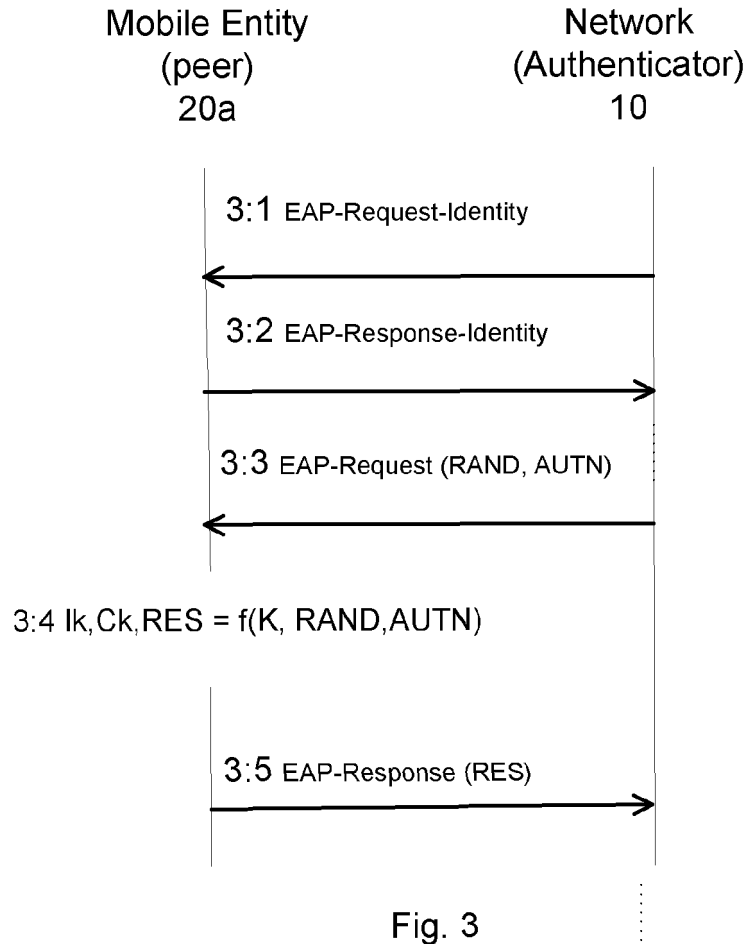 Mobile Entity
(peer)
20a
Network
(Authenticator)
10
3:1 EAP-Request-Identity
3:2 EAP-Response-Identity
3:3 EAP-Request (RAND, AUTN)
3:4 Ik,Ck,RES = f(K, RAND,AUTN)
3:5 EAP-Response (RES)
Fig. 3